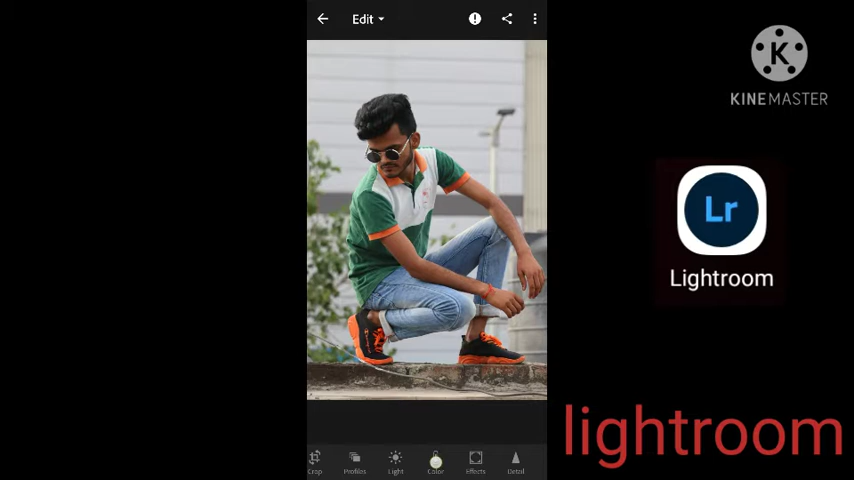 Edit
K
KINEMASTER
Lr
Lightroom
lightroom
Crop
Profiles
Light
Color
Effects
Detail